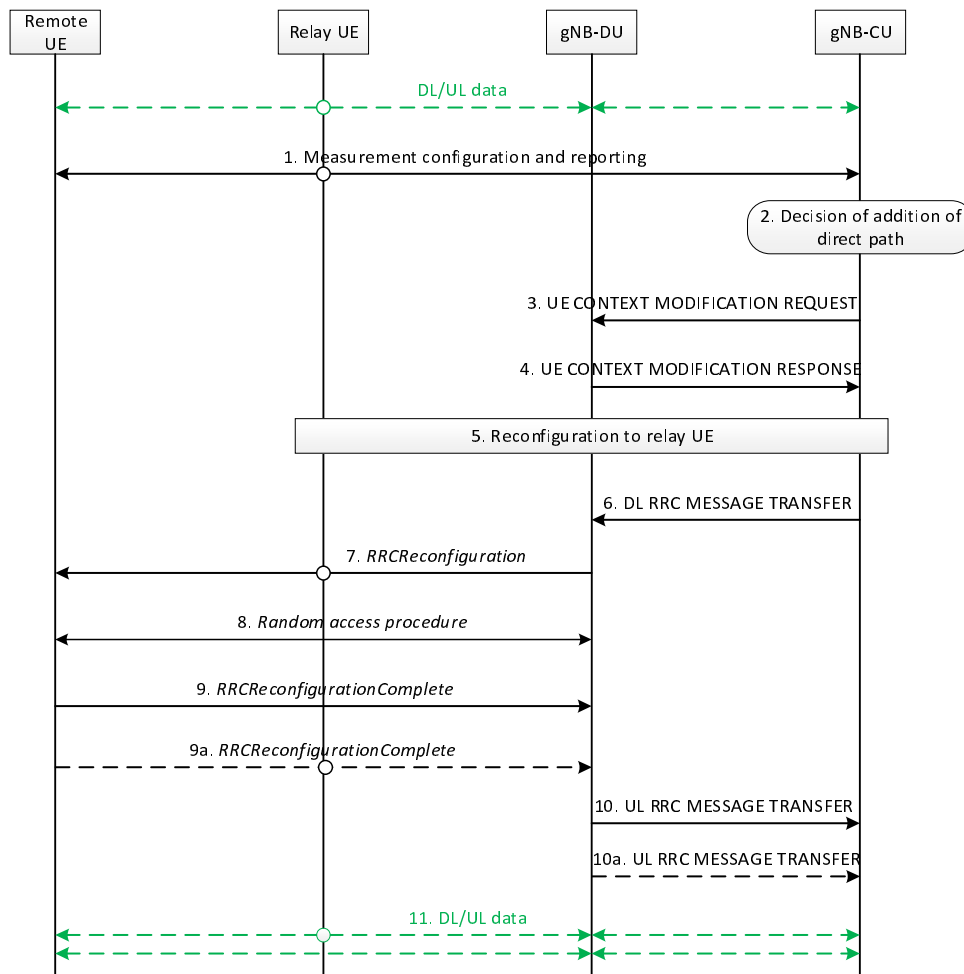 Remote
UE
Relay UE
gNB-DU
gNB-CU
DL/UL data
1. Measurement configuration and reporting
2. Decision of addition of
direct path
3. UE CONTEXT MODIFICATION REQUEST
4. UE CONTEXT MODIFICATION RESPONSE
5. Reconfiguration to relay UE
6. DL RRC MESSAGE TRANSFER
7. RRCReconfiguration
8. Random access procedure
9. RRCReconfigurationComplete
9a. RRCReconfigurationComplete
10. UL RRC MESSAGE TRANSFER
10a. UL RRC MESSAGE TRANSFER
11. DL/UL data